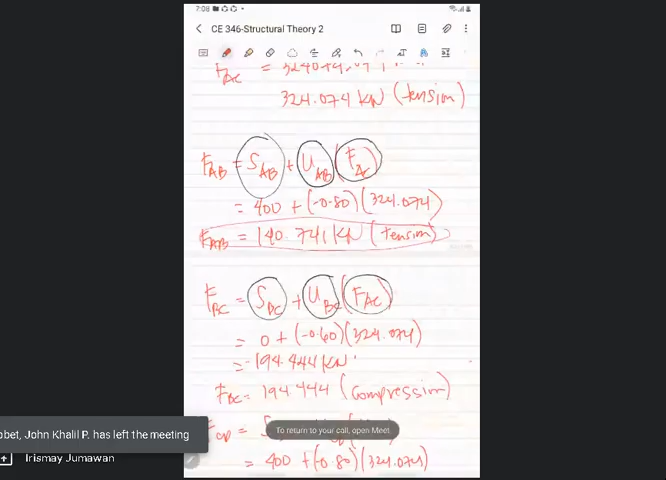 7:08
CE 346-Structural Theory 2
F_AC =
324.074 KN (tension)
F_AB = S_AB + U_AB (F_AC)
= 400 + (-0.80)(324.074)
F_AB = 140.741 KN (tension)
F_BC = S_BC + U_BC (F_AC)
= 0 + (-0.60)(324.074)
= -194.444 KN
F_BC = 194.444 (Compression)
bbet, John Khalil P. has left the meeting
To return to your call, open Meet
F_CD =
Irismay Jumawan
= 400 + (-0.80)(324.074)